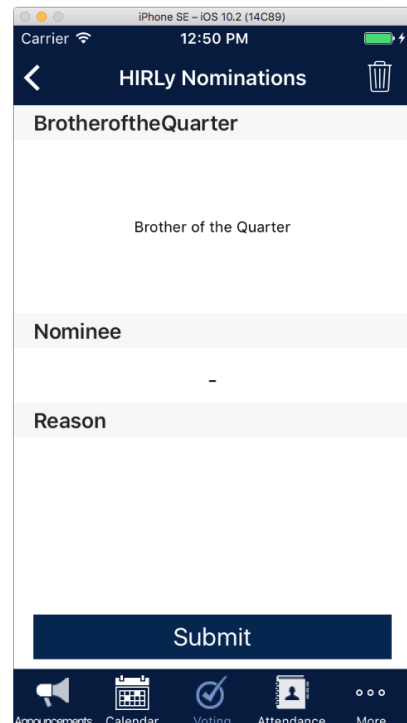 iPhone SE – iOS 10.2 (14C89)
Carrier 12:50 PM
HIRLy Nominations
BrotheroftheQuarter
Brother of the Quarter
Nominee
-
Reason
Submit
Announcements Calendar Voting Attendance More